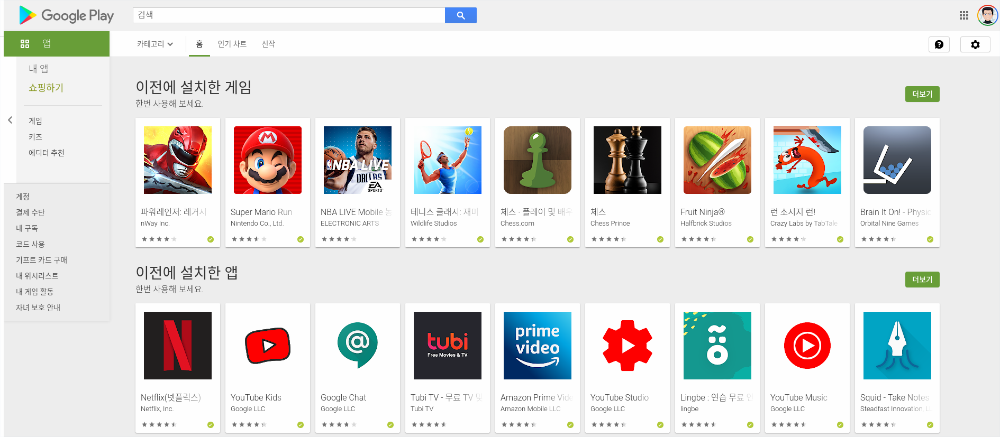 Google Play
검색
앱
카테고리
홈
인기 차트
신작
내 앱
쇼핑하기
게임
키즈
에디터 추천
계정
결제 수단
내 구독
코드 사용
기프트 카드 구매
내 위시리스트
내 게임 활동
자녀 보호 안내
이전에 설치한 게임
한번 사용해 보세요.
더보기
NBA LIVE
DALLAS
EA
SPORTS
파워레인저: 레거시
nWay Inc.
Super Mario Run
Nintendo Co., Ltd.
NBA LIVE Mobile 농
ELECTRONIC ARTS
테니스 클래시: 재미
Wildlife Studios
체스 · 플레이 및 배우
Chess.com
체스
Chess Prince
Fruit Ninja®
Halfbrick Studios
런 소시지 런!
Crazy Labs by TabTale
Brain It On! - Physic
Orbital Nine Games
이전에 설치한 앱
한번 사용해 보세요.
더보기
tubi
Free Movies & TV
prime
video
Netflix(넷플릭스)
Netflix, Inc.
YouTube Kids
Google LLC
Google Chat
Google LLC
Tubi TV - 무료 TV 및
Tubi TV
Amazon Prime Vide
Amazon Mobile LLC
YouTube Studio
Google LLC
Lingbe : 연습 무료 언
lingbe
YouTube Music
Google LLC
Squid - Take Notes
Steadfast Innovation, LL